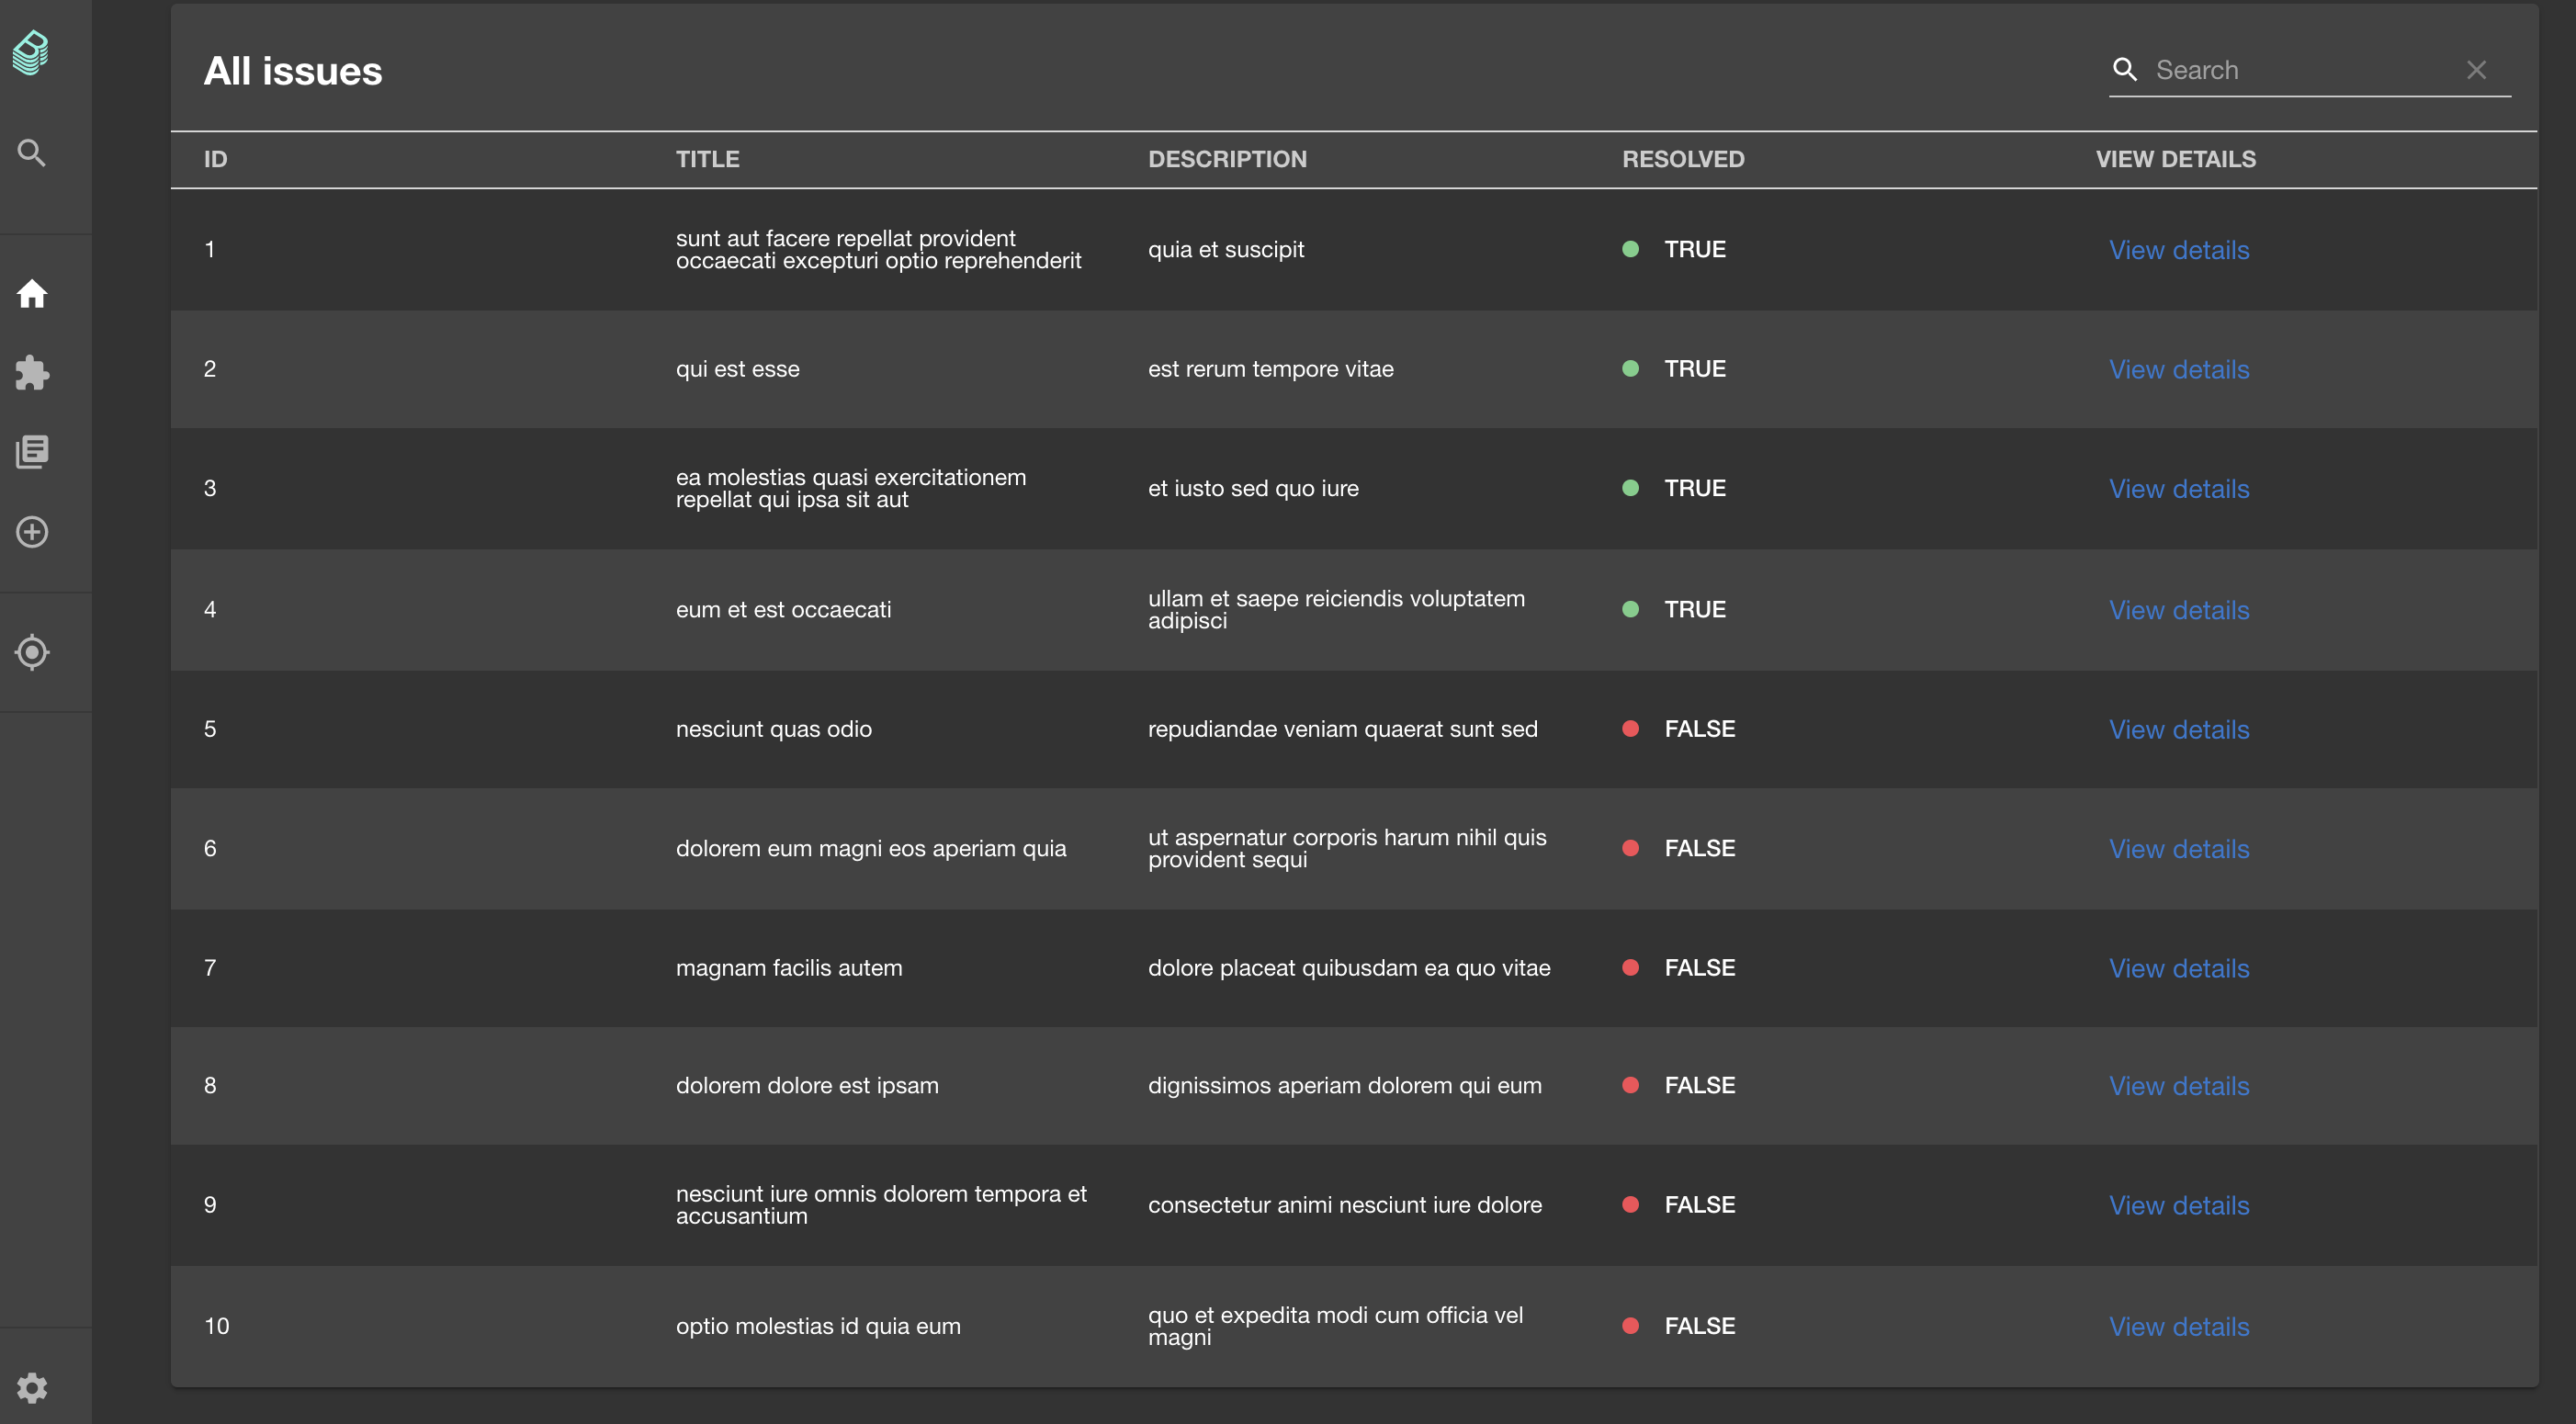 All issues
Search
ID TITLE DESCRIPTION RESOLVED VIEW DETAILS
1 sunt aut facere repellat provident occaecati excepturi optio reprehenderit quia et suscipit TRUE View details
2 qui est esse est rerum tempore vitae TRUE View details
3 ea molestias quasi exercitationem repellat qui ipsa sit aut et iusto sed quo iure TRUE View details
4 eum et est occaecati ullam et saepe reiciendis voluptatem adipisci TRUE View details
5 nesciunt quas odio repudiandae veniam quaerat sunt sed FALSE View details
6 dolorem eum magni eos aperiam quia ut aspernatur corporis harum nihil quis provident sequi FALSE View details
7 magnam facilis autem dolore placeat quibusdam ea quo vitae FALSE View details
8 dolorem dolore est ipsam dignissimos aperiam dolorem qui eum FALSE View details
9 nesciunt iure omnis dolorem tempora et accusantium consectetur animi nesciunt iure dolore FALSE View details
10 optio molestias id quia eum quo et expedita modi cum officia vel magni FALSE View details